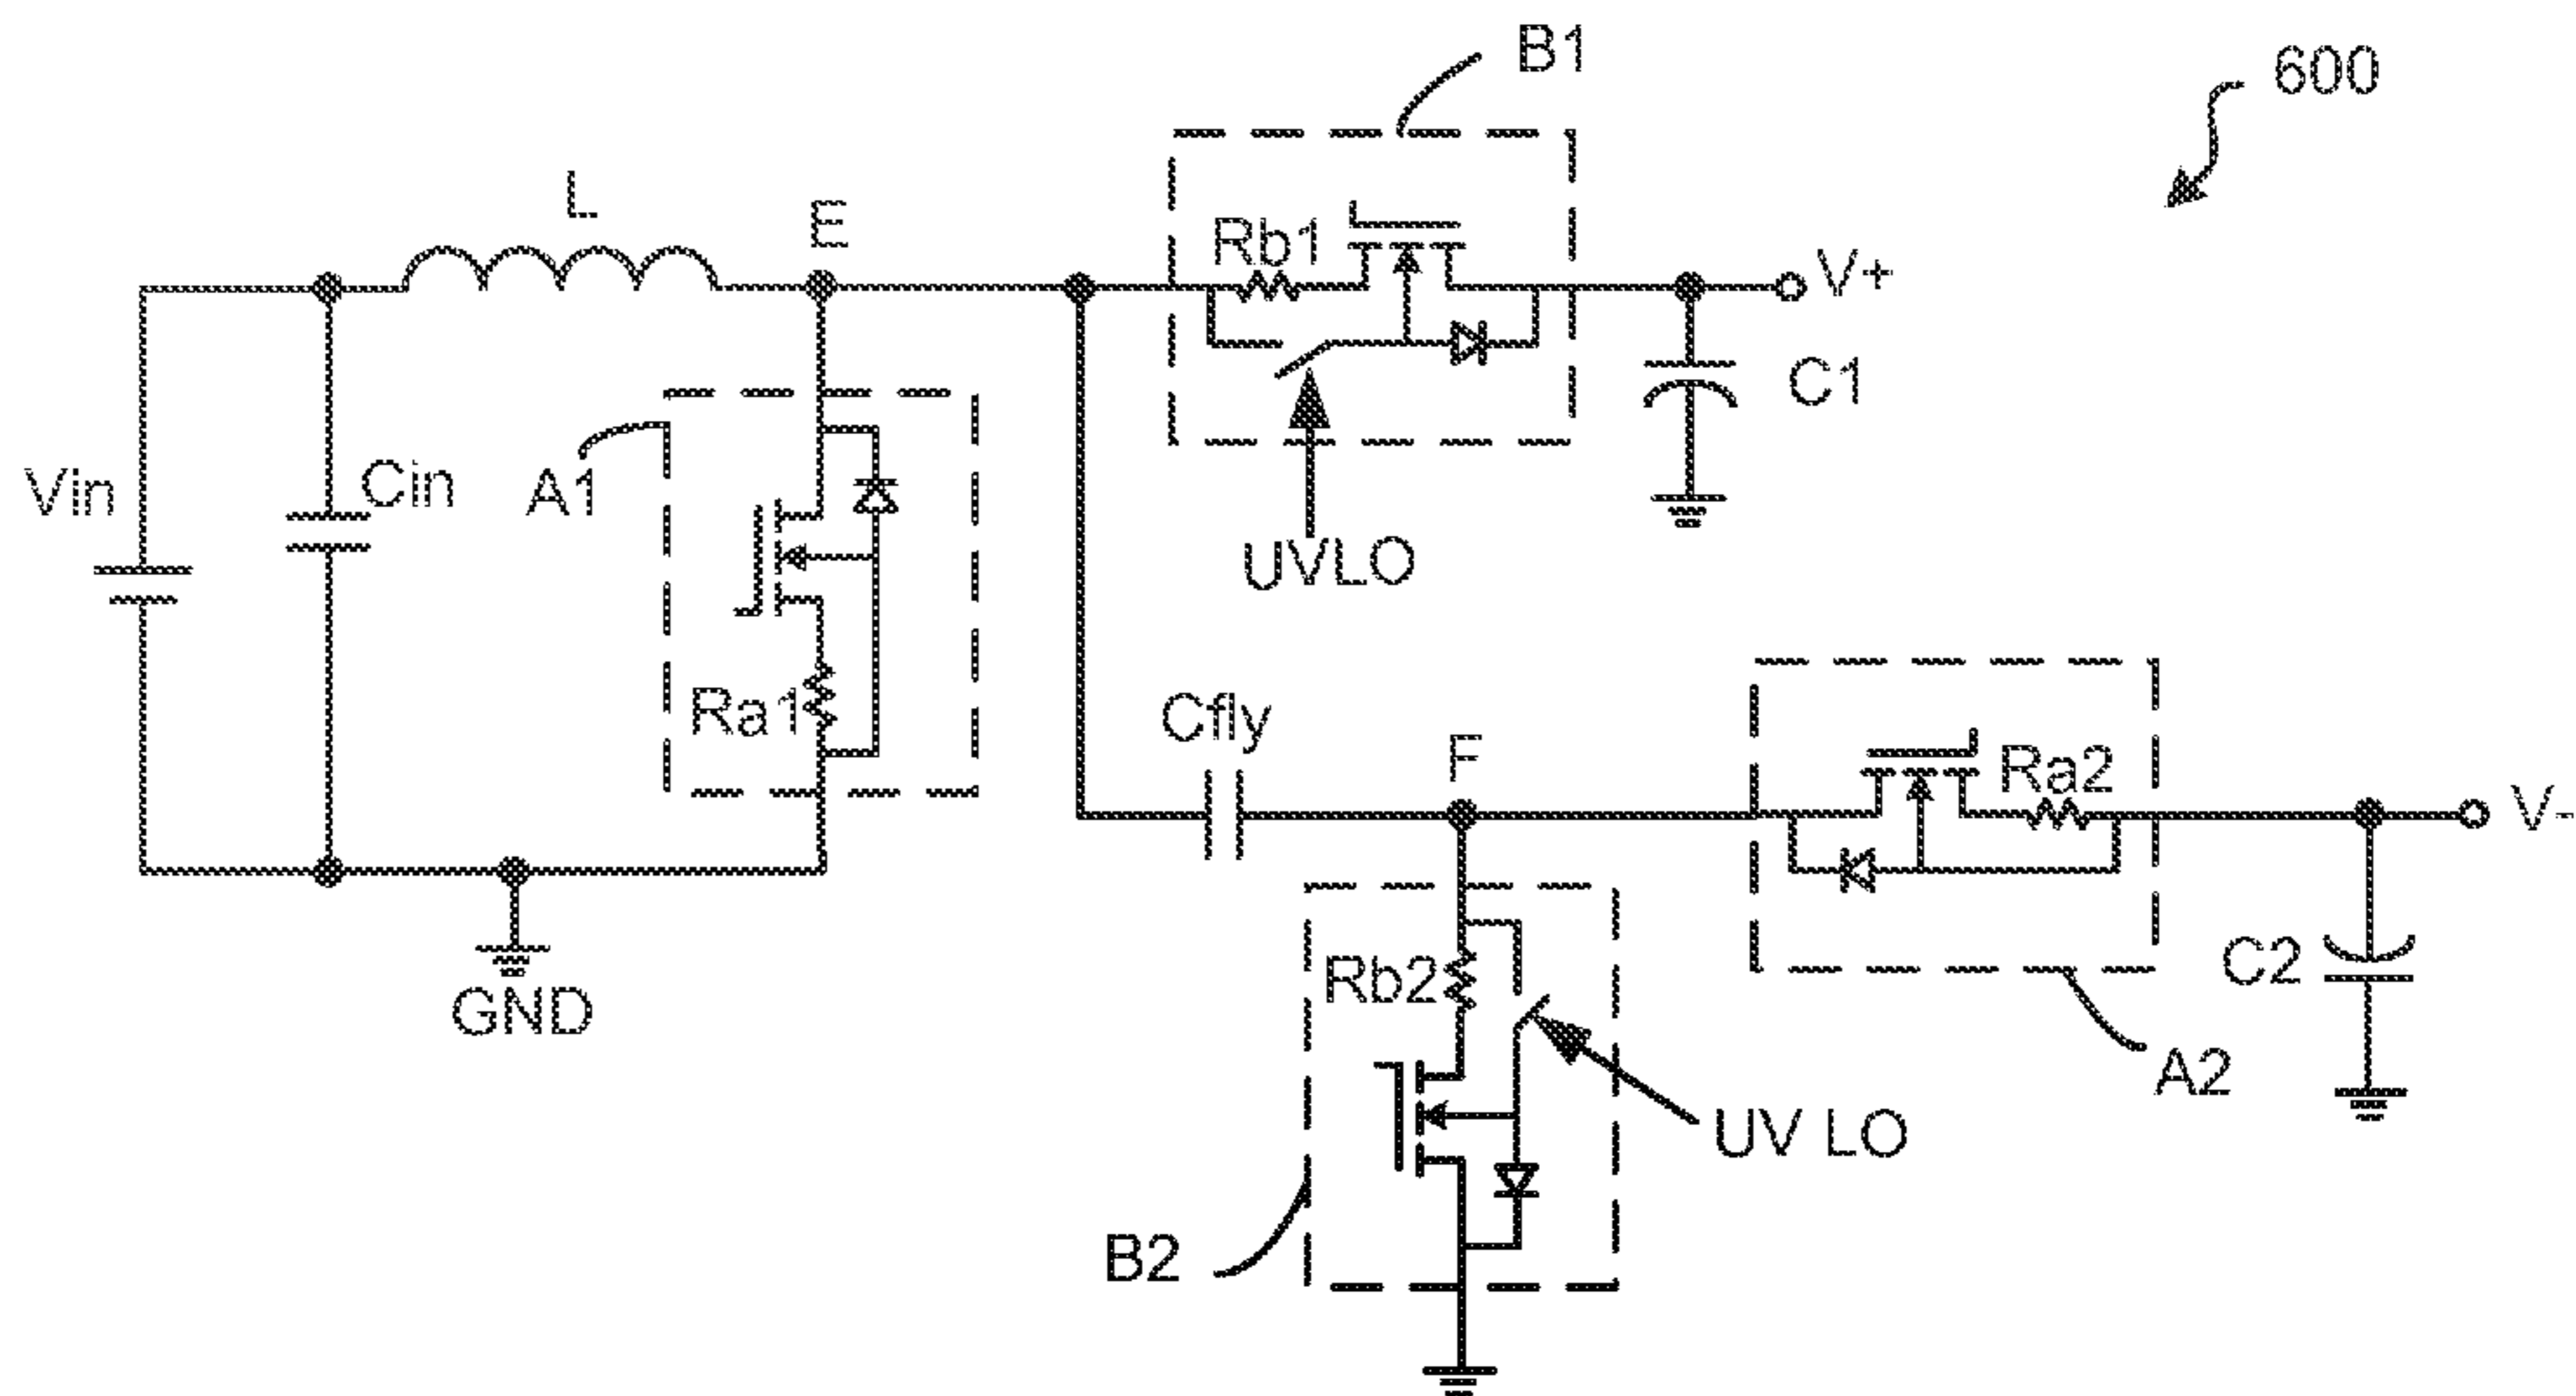 B1
600
L
E
Rb1
V+
C1
Vin
Cin
A1
UVLO
Ra1
Cfly
F
Ra2
V-
Rb2
C2
GND
A2
UV LO
B2